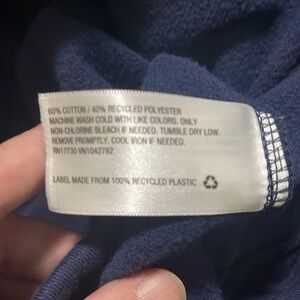 60% COTTON / 40% RECYCLED POLYESTER
MACHINE WASH COLD WITH LIKE COLORS. ONLY
NON-CHLORINE BLEACH IF NEEDED. TUMBLE DRY LOW.
REMOVE PROMPTLY. COOL IRON IF NEEDED.
RN17730 VN1042782
LABEL MADE FROM 100% RECYCLED PLASTIC